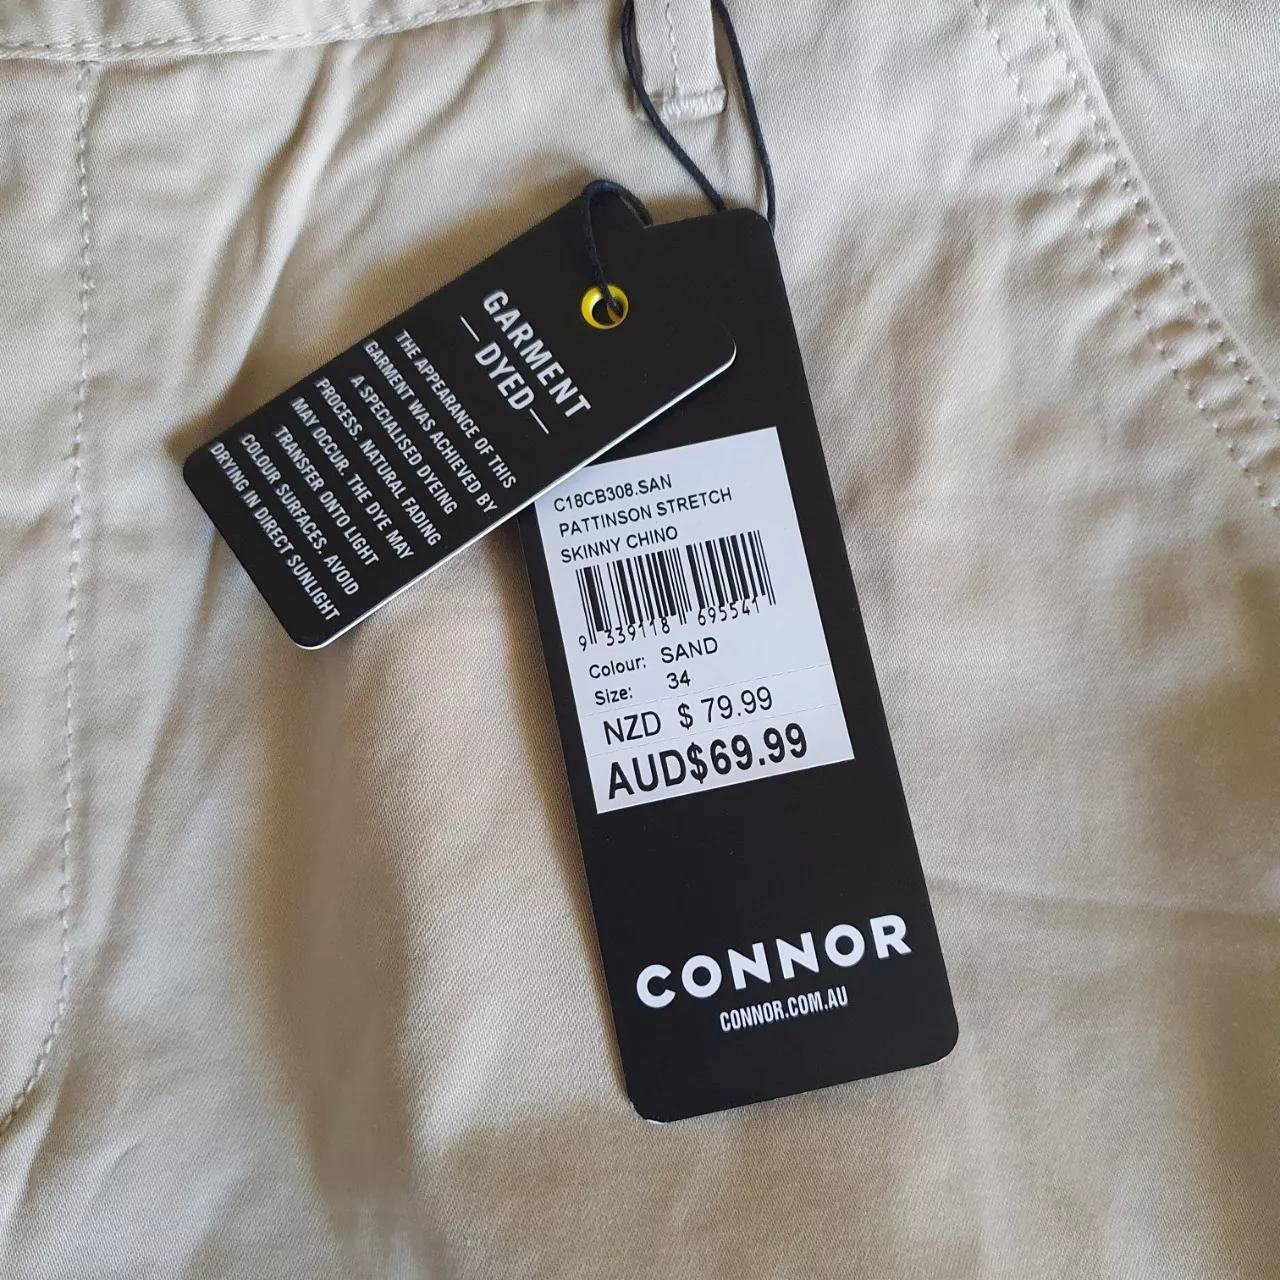 GARMENT
—DYED—
THE APPEARANCE OF THIS
GARMENT WAS ACHIEVED BY
A SPECIALISED DYEING
PROCESS. NATURAL FADING
MAY OCCUR. THE DYE MAY
TRANSFER ONTO LIGHT
COLOUR SURFACES. AVOID
DRYING IN DIRECT SUNLIGHT
C18CB308.SAN
PATTINSON STRETCH
SKINNY CHINO
9 339118 695541
Colour: SAND
Size: 34
NZD $ 79.99
AUD$69.99
CONNOR
CONNOR.COM.AU